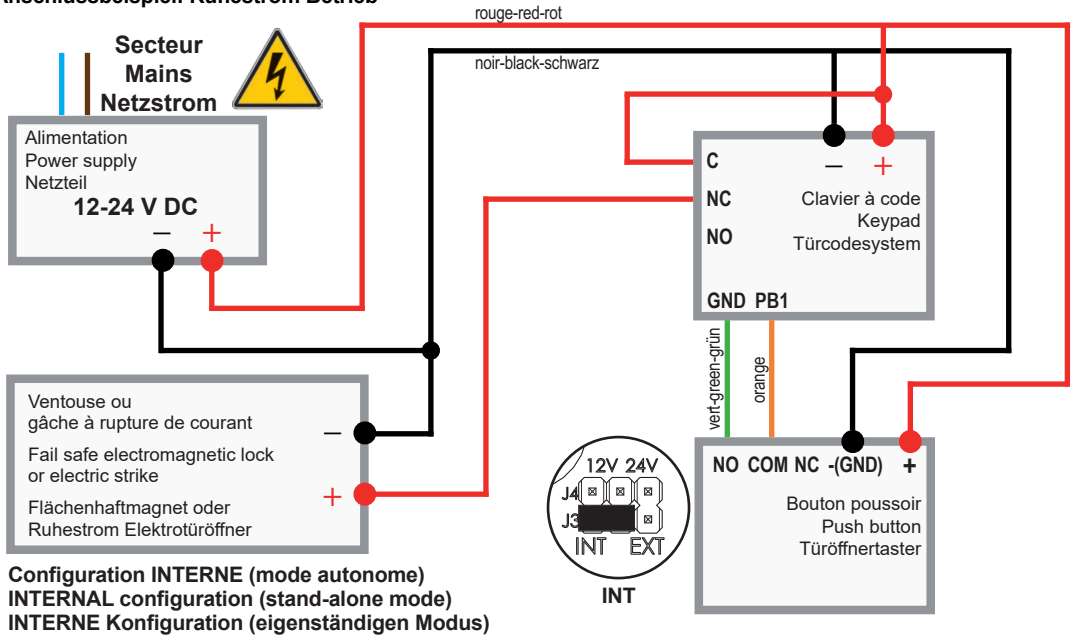 Anschlussbeispiell Ruhestrom Betrieb
rouge-red-rot
noir-black-schwarz
Secteur
Mains
Netzstrom
Alimentation
Power supply
Netzteil
12-24 V DC
– +
C
NC
NO
– +
Clavier à code
Keypad
Türcodesystem
GND PB1
vert-green-grün
orange
Ventouse ou
gâche à rupture de courant
Fail safe electromagnetic lock
or electric strike
Flächenhaftmagnet oder
Ruhestrom Elektrotüröffner
–
+
12V 24V
J4
J3
INT EXT
INT
NO COM NC -(GND) +
Bouton poussoir
Push button
Türöffnertaster
Configuration INTERNE (mode autonome)
INTERNAL configuration (stand-alone mode)
INTERNE Konfiguration (eigenständigen Modus)